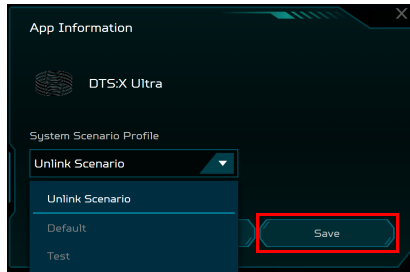 App Information
DTS:X Ultra
System Scenario Profile
Unlink Scenario
Unlink Scenario
Default
Save
Test